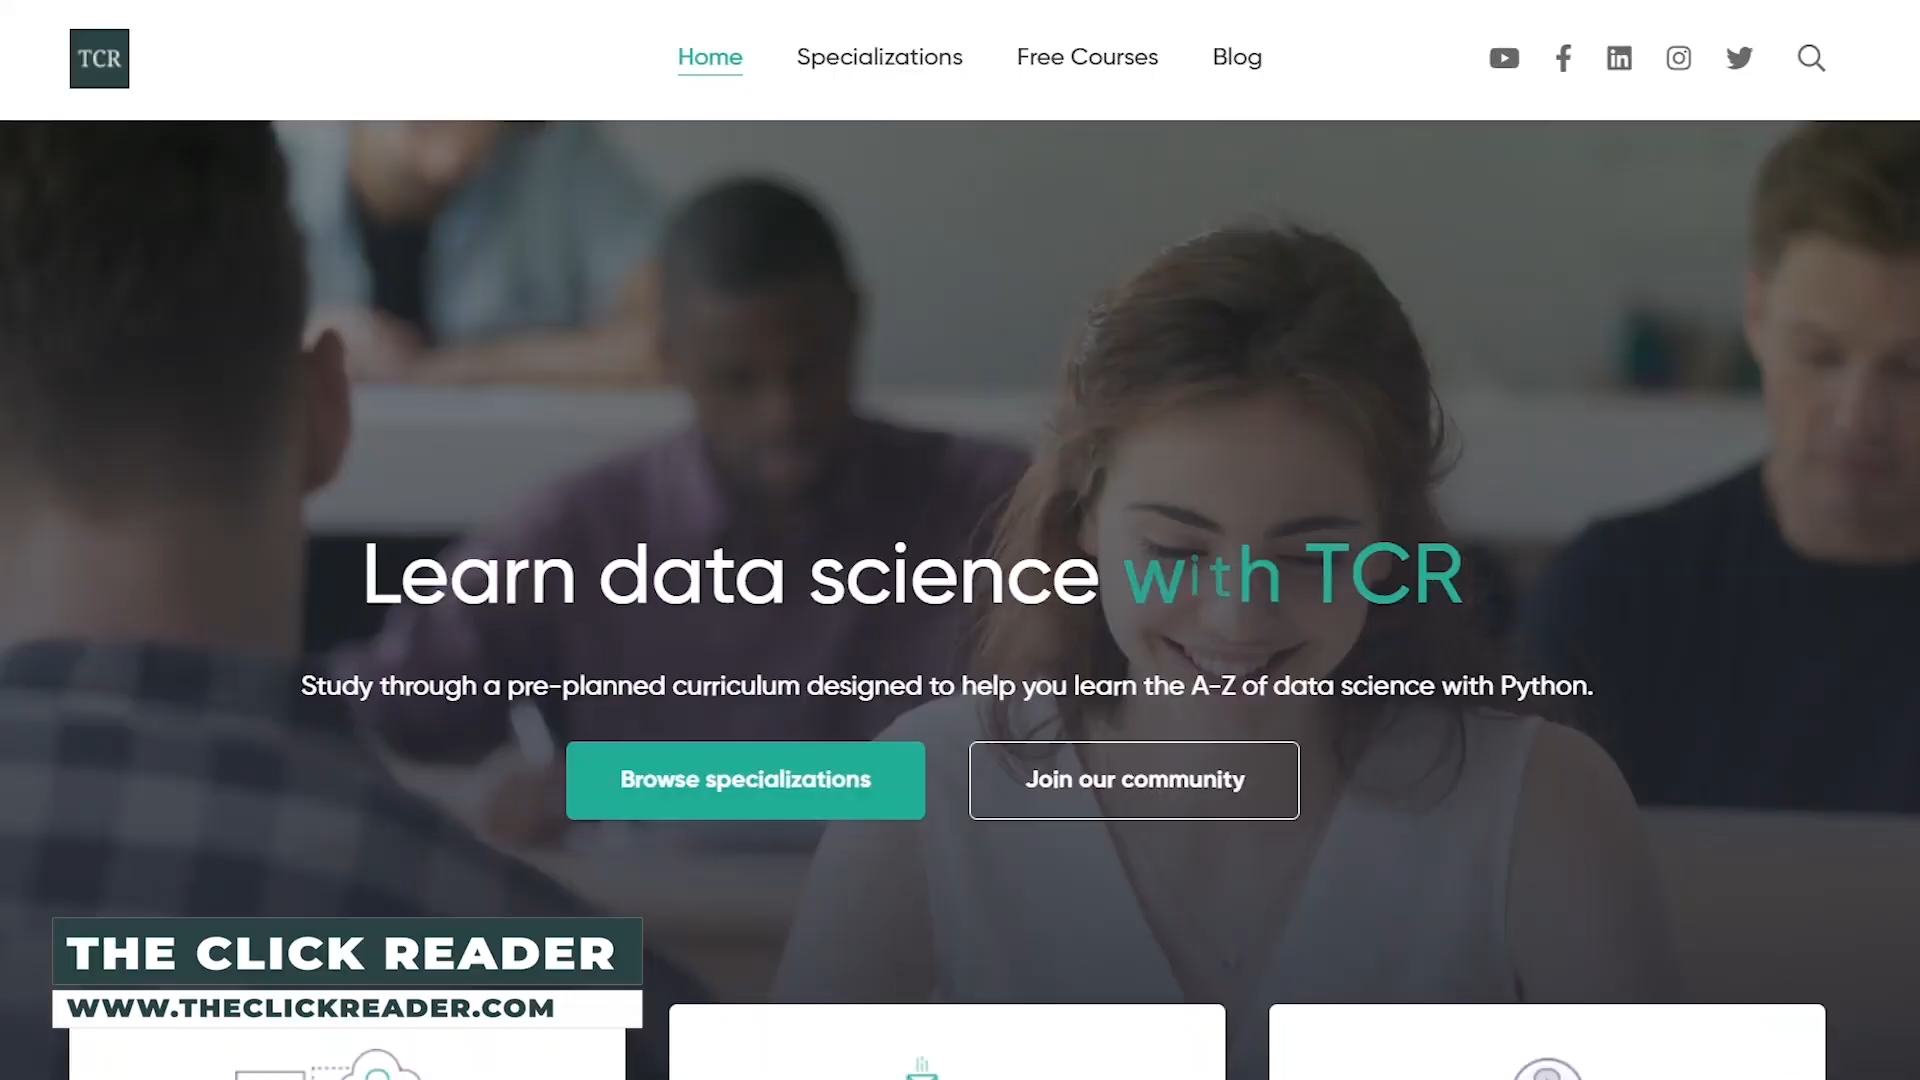 TCR
Home Specializations Free Courses Blog
Learn data science with TCR
Study through a pre-planned curriculum designed to help you learn the A-Z of data science with Python.
Browse specializations Join our community
THE CLICK READER
WWW.THECLICKREADER.COM